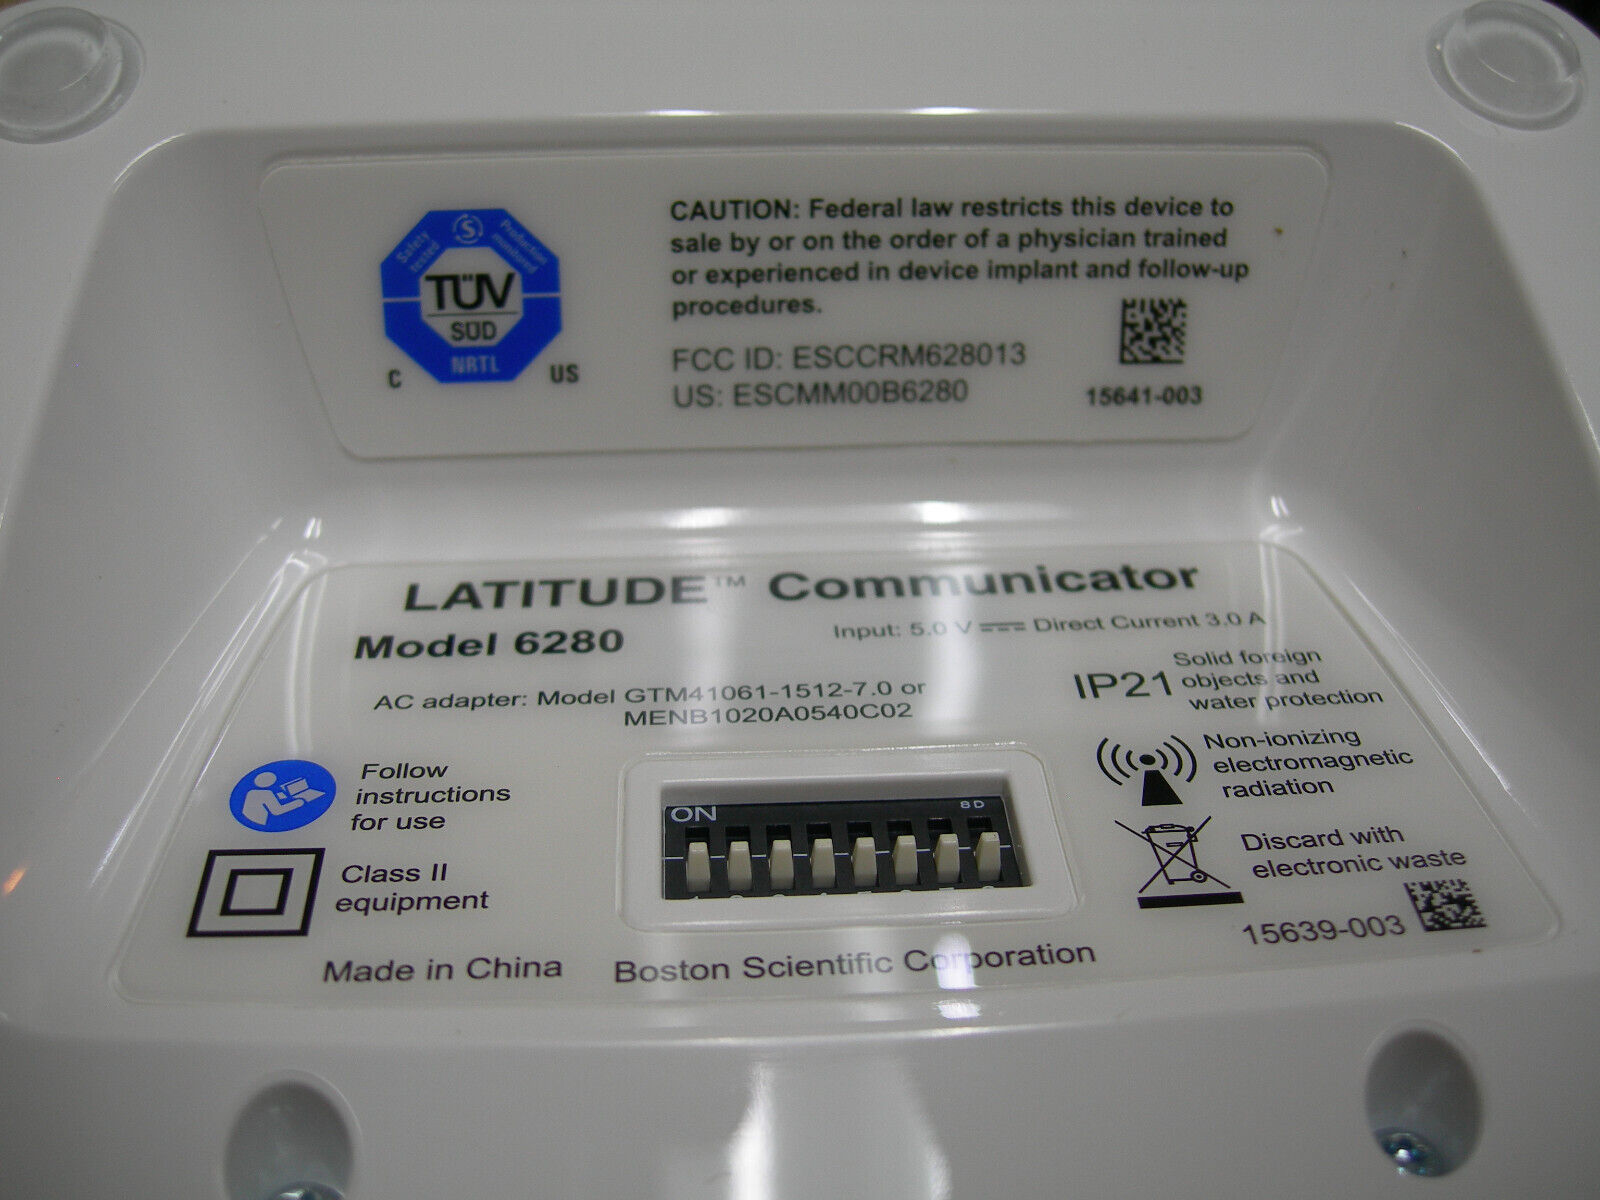 Safety tested
Production monitored
TÜV
SÜD
NRTL
C US
CAUTION: Federal law restricts this device to
sale by or on the order of a physician trained
or experienced in device implant and follow-up
procedures.
FCC ID: ESCCRM628013
US: ESCMM00B6280
15641-003
LATITUDE™ Communicator
Model 6280
Input: 5.0 V Direct Current 3.0 A
AC adapter: Model GTM41061-1512-7.0 or
MENB1020A0540C02
IP21
Solid foreign
objects and
water protection
Follow
instructions
for use
Non-ionizing
electromagnetic
radiation
ON
8D
Class II
equipment
Discard with
electronic waste
15639-003
Made in China
Boston Scientific Corporation